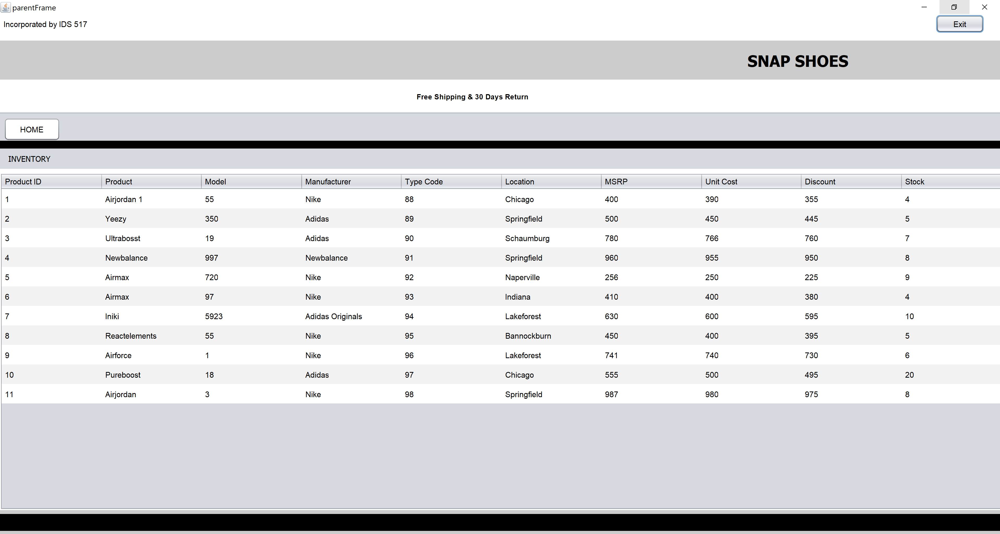 parentFrame
Incorporated by IDS 517
Exit
SNAP SHOES
Free Shipping & 30 Days Return
HOME
INVENTORY
Product ID Product Model Manufacturer Type Code Location MSRP Unit Cost Discount Stock
1 Airjordan 1 55 Nike 88 Chicago 400 390 355 4
2 Yeezy 350 Adidas 89 Springfield 500 450 445 5
3 Ultrabosst 19 Adidas 90 Schaumburg 780 766 760 7
4 Newbalance 997 Newbalance 91 Springfield 960 955 950 8
5 Airmax 720 Nike 92 Naperville 256 250 225 9
6 Airmax 97 Nike 93 Indiana 410 400 380 4
7 Iniki 5923 Adidas Originals 94 Lakeforest 630 600 595 10
8 Reactelements 55 Nike 95 Bannockburn 450 400 395 5
9 Airforce 1 Nike 96 Lakeforest 741 740 730 6
10 Pureboost 18 Adidas 97 Chicago 555 500 495 20
11 Airjordan 3 Nike 98 Springfield 987 980 975 8